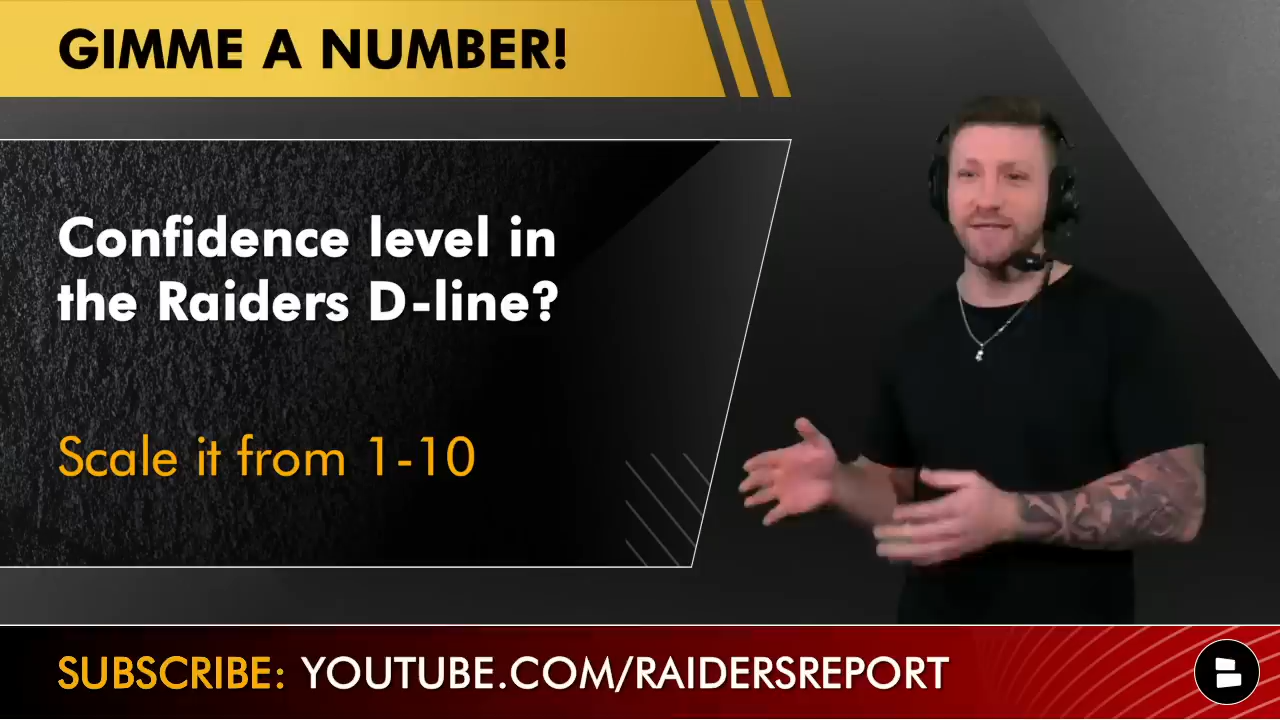 GIMME A NUMBER!
Confidence level in
the Raiders D-line?
Scale it from 1-10
SUBSCRIBE: YOUTUBE.COM/RAIDERSREPORT